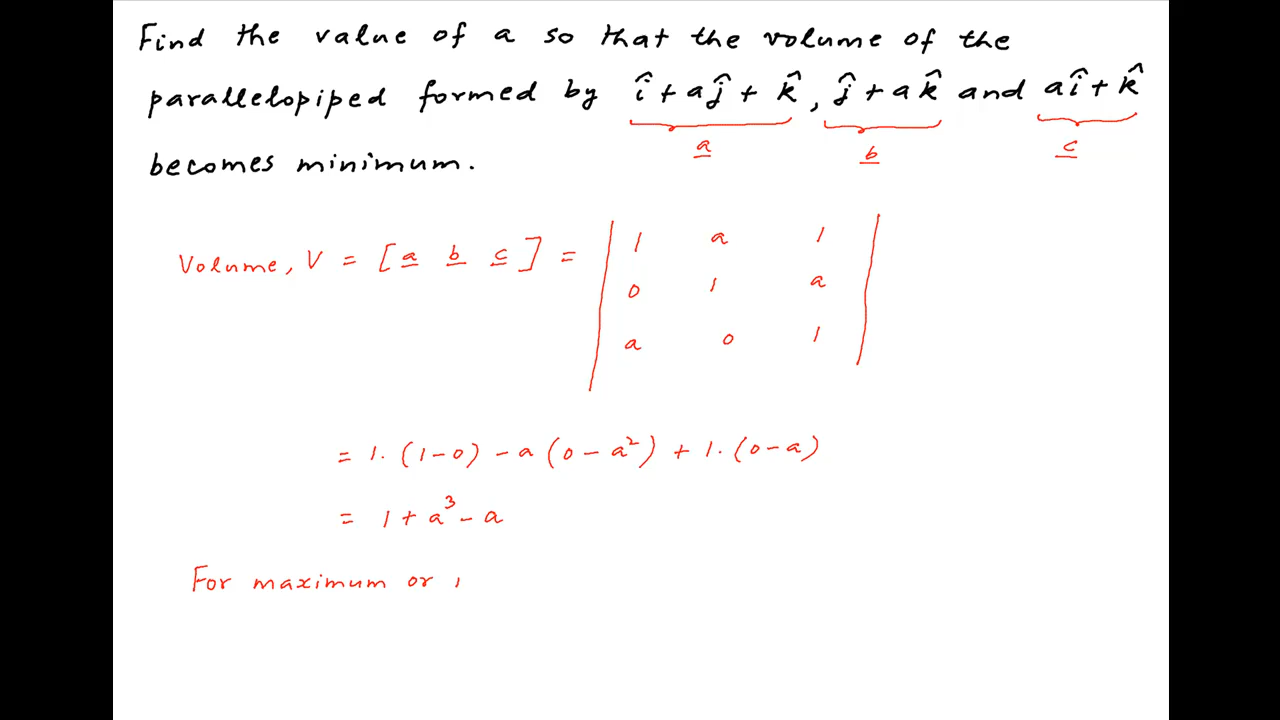 Find the value of a so that the volume of the
parallelopiped formed by î + aĵ + k̂, ĵ + ak̂ and aî + k̂
a b c
becomes minimum.
Volume, V = [a b c] = | 1 a 1 |
| 0 1 a |
| a 0 1 |
= 1. (1-0) - a (0 - a²) + 1. (0-a)
= 1 + a³ - a
For maximum or